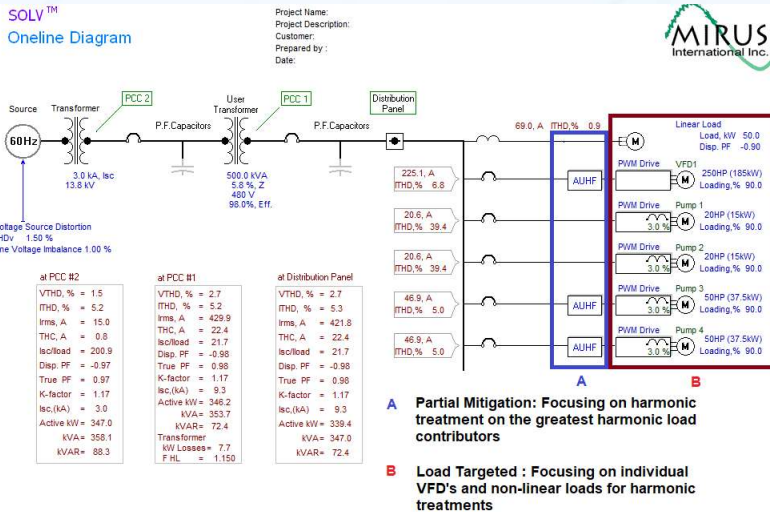 SOLV™
Oneline Diagram
Project Name:
Project Description:
Customer:
Prepared by :
Date:
MIRUS
International Inc.
Source
Transformer
PCC 2
P.F.Capacitors
User
Transformer
PCC 1
P.F.Capacitors
Distribution
Panel
60Hz
3.0 kA, Isc
13.8 kV
500.0 kVA
5.8 %, Z
480 V
98.0%, Eff.
oltage Source Distortion
HDv 1.50 %
ne Voltage Imbalance 1.00 %
69.0, A ITHD,% 0.9
M
Linear Load
Load, kW 50.0
Disp. PF -0.90
225.1, A
ITHD,% 6.8
AUHF
PWM Drive
M
VFD1
250HP (185kW)
Loading,% 90.0
20.6, A
ITHD,% 39.4
PWM Drive
3.0 %
M
Pump 1
20HP (15kW)
Loading,% 90.0
20.6, A
ITHD,% 39.4
PWM Drive
3.0 %
M
Pump 2
20HP (15kW)
Loading,% 90.0
46.9, A
ITHD,% 5.0
AUHF
PWM Drive
3.0 %
M
Pump 3
50HP (37.5kW)
Loading,% 90.0
46.9, A
ITHD,% 5.0
AUHF
PWM Drive
3.0 %
M
Pump 4
50HP (37.5kW)
Loading,% 90.0
at PCC #2
VTHD, % = 1.5
ITHD, % = 5.2
Irms, A = 15.0
THC, A = 0.8
Isc/Iload = 200.9
Disp. PF = -0.97
True PF = 0.97
K-factor = 1.17
Isc,(kA) = 3.0
Active kW = 347.0
kVA= 358.1
kVAR= 88.3
at PCC #1
VTHD, % = 2.7
ITHD, % = 5.2
Irms, A = 429.9
THC, A = 22.4
Isc/Iload = 21.7
Disp. PF = -0.98
True PF = 0.98
K-factor = 1.17
Isc,(kA) = 9.3
Active kW = 346.2
kVA= 353.7
kVAR= 72.4
Transformer
kW Losses= 7.7
F HL = 1.150
at Distribution Panel
VTHD, % = 2.7
ITHD, % = 5.3
Irms, A = 421.8
THC, A = 22.4
Isc/Iload = 21.7
Disp. PF = -0.98
True PF = 0.98
K-factor = 1.17
Isc,(kA) = 9.3
Active kW = 339.4
kVA= 347.0
kVAR= 72.4
A
B
A Partial Mitigation: Focusing on harmonic
treatment on the greatest harmonic load
contributors
B Load Targeted : Focusing on individual
VFD's and non-linear loads for harmonic
treatments